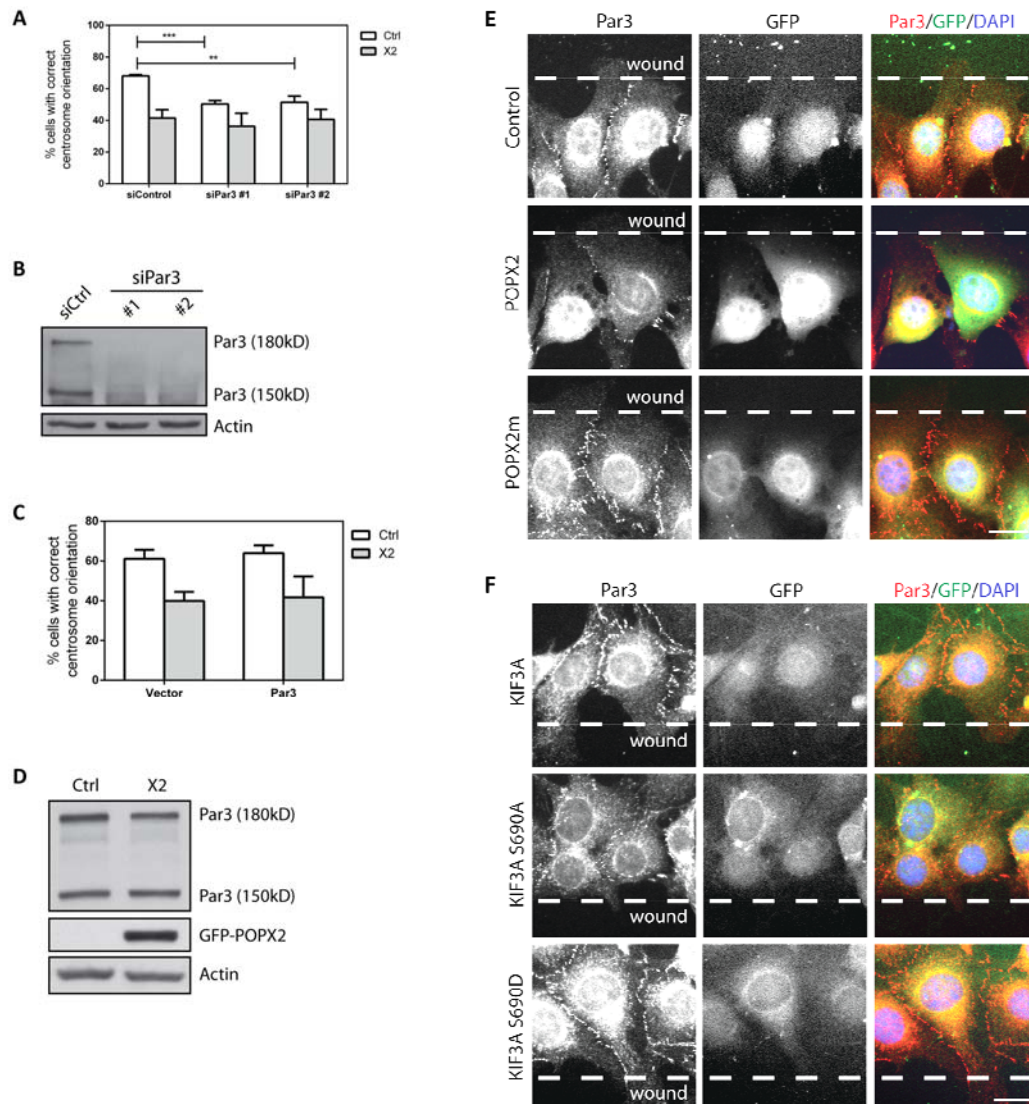 A
% cells with correct
centrosome orientation
100
80
60
40
20
0
***
**
Ctrl
X2
siControl
siPar3 #1
siPar3 #2
B
siPar3
siCtrl
#1
#2
Par3 (180kD)
Par3 (150kD)
Actin
C
% cells with correct
centrosome orientation
80
60
40
20
0
Ctrl
X2
Vector
Par3
D
Ctrl
X2
Par3 (180kD)
Par3 (150kD)
GFP-POPX2
Actin
E
Par3
GFP
Par3/GFP/DAPI
Control
wound
POPX2
wound
POPX2m
wound
F
Par3
GFP
Par3/GFP/DAPI
KIF3A
wound
KIF3A S690A
wound
KIF3A S690D
wound